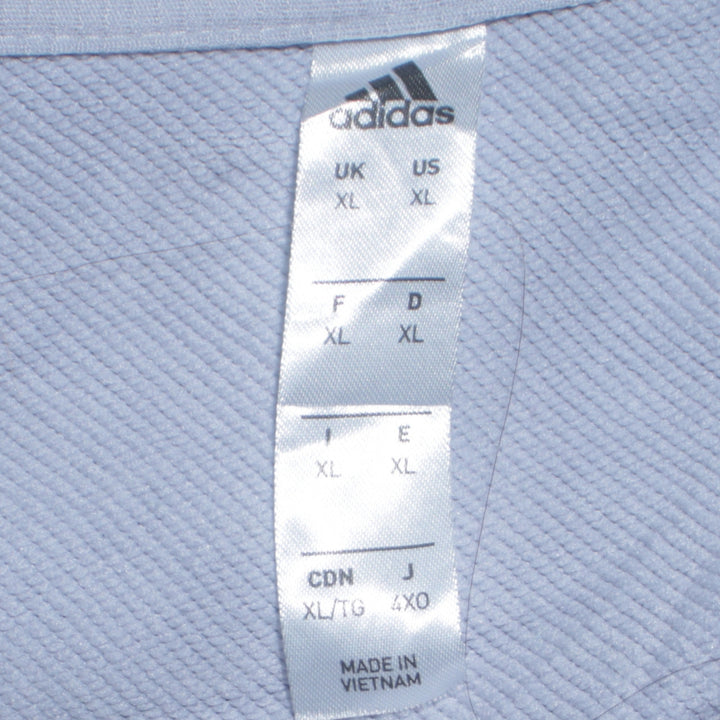 adidas
UK US
XL XL
F D
XL XL
I E
XL XL
CDN J
XL/TG 4XO
MADE IN
VIETNAM